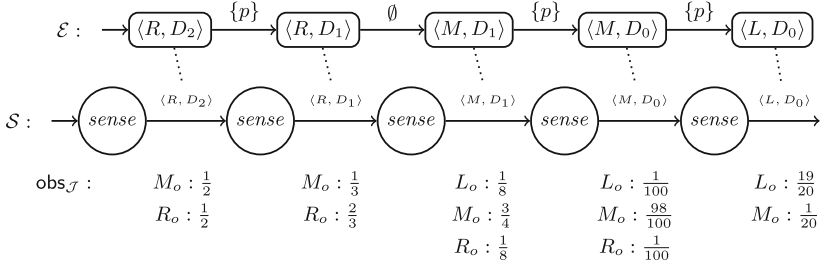 {p} ∅ {p} {p}
ℰ : ⟨R, D₂⟩ ⟨R, D₁⟩ ⟨M, D₁⟩ ⟨M, D₀⟩ ⟨L, D₀⟩
⟨R, D₂⟩ ⟨R, D₁⟩ ⟨M, D₁⟩ ⟨M, D₀⟩ ⟨L, D₀⟩
𝒮 : sense sense sense sense sense
obs_𝒥 : Mₒ : 1/2 Mₒ : 1/3 Lₒ : 1/8 Lₒ : 1/100 Lₒ : 19/20
Rₒ : 1/2 Rₒ : 2/3 Mₒ : 3/4 Mₒ : 98/100 Mₒ : 1/20
Rₒ : 1/8 Rₒ : 1/100